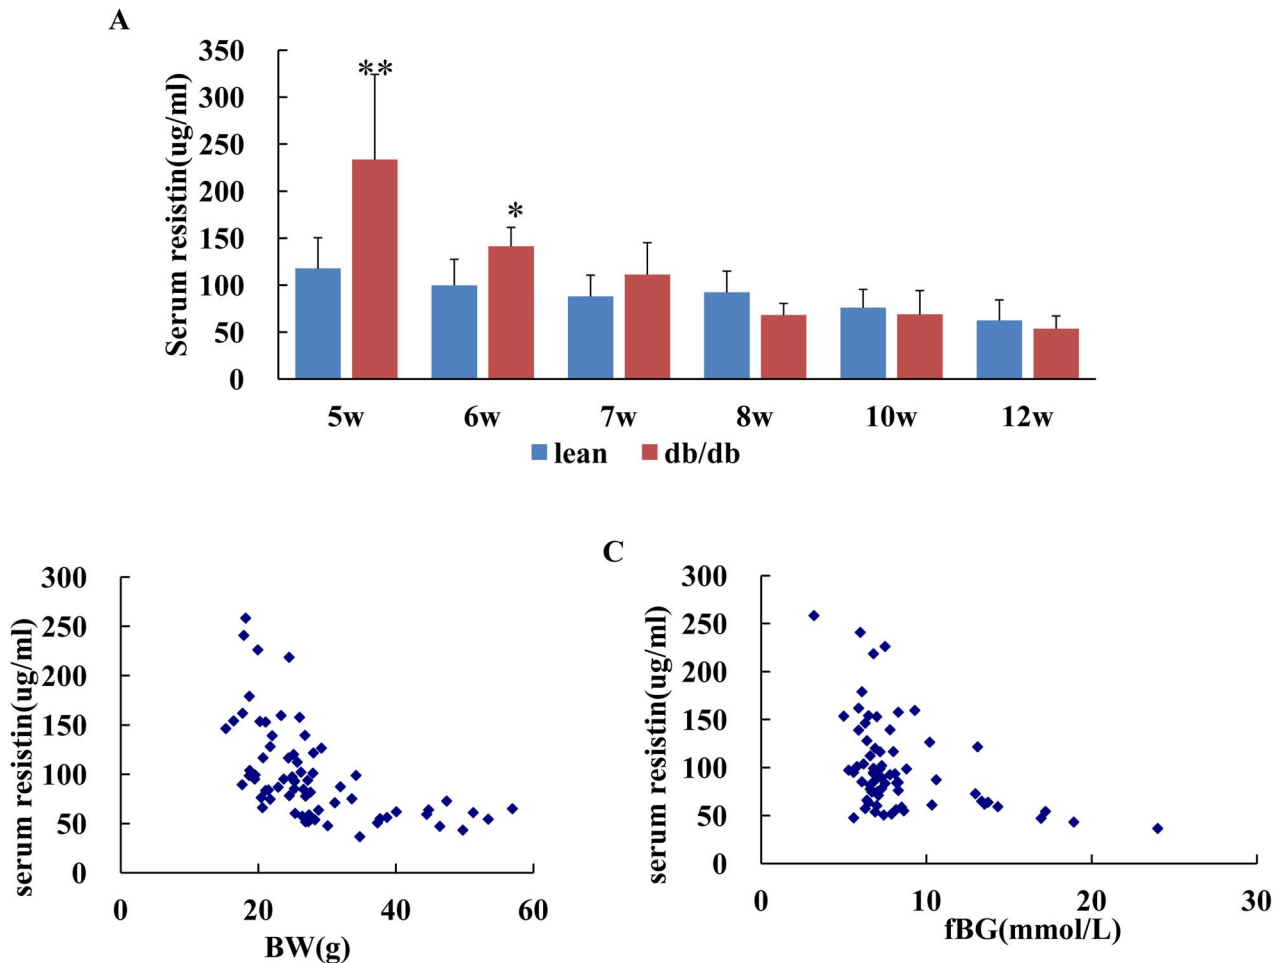 A
Serum resistin(ug/ml)
350
300
250
200
150
100
50
0
**
*
5w 6w 7w 8w 10w 12w
lean db/db
serum resistin(ug/ml)
300
250
200
150
100
50
0
0 20 40 60
BW(g)
C
serum resistin(ug/ml)
300
250
200
150
100
50
0
0 10 20 30
fBG(mmol/L)